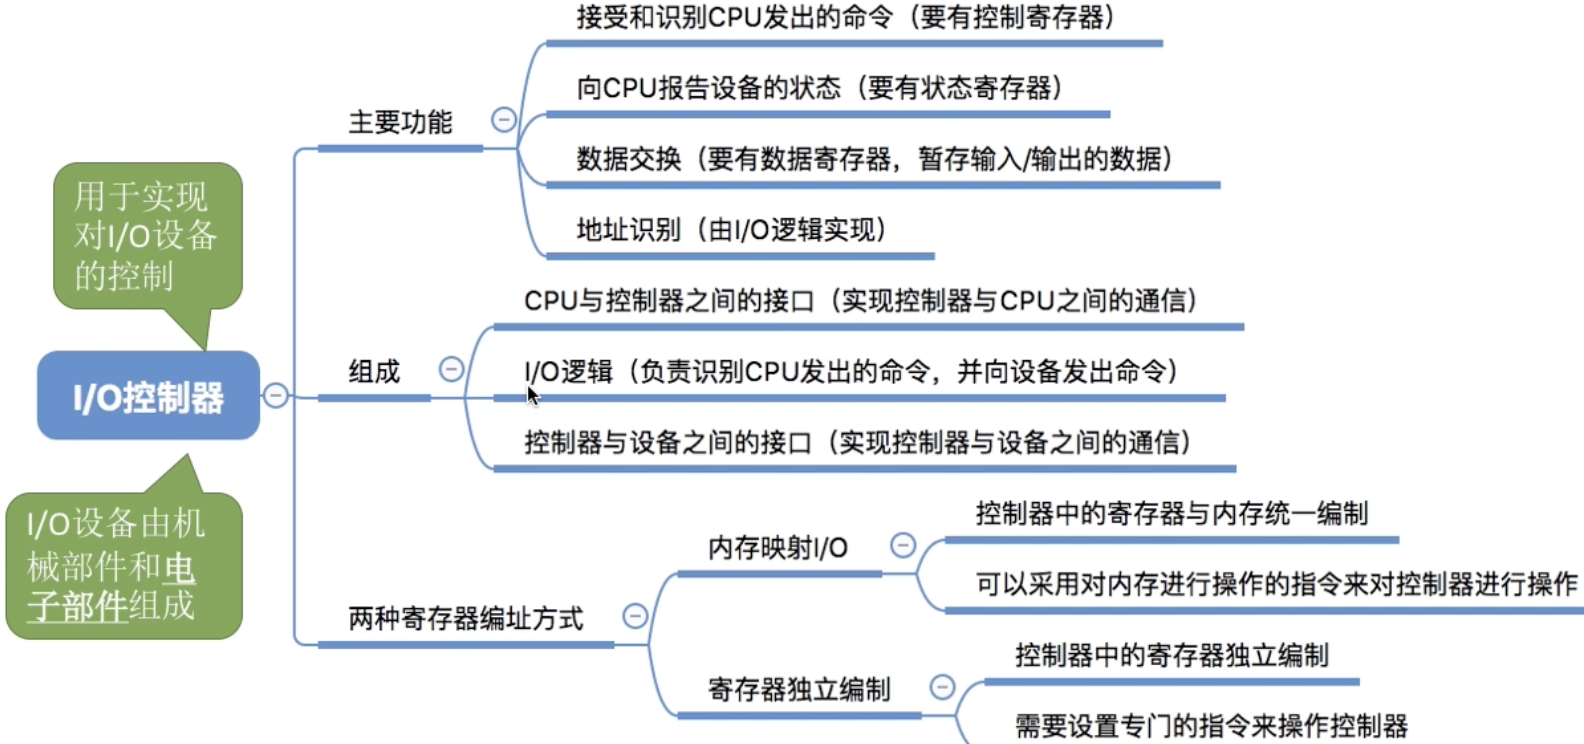 接受和识别CPU发出的命令（要有控制寄存器）
向CPU报告设备的状态（要有状态寄存器）
主要功能
数据交换（要有数据寄存器，暂存输入/输出的数据）
地址识别（由I/O逻辑实现）
用于实现
对I/O设备
的控制
CPU与控制器之间的接口（实现控制器与CPU之间的通信）
组成
I/O逻辑（负责识别CPU发出的命令，并向设备发出命令）
I/O控制器
控制器与设备之间的接口（实现控制器与设备之间的通信）
I/O设备由机
械部件和电
子部件组成
控制器中的寄存器与内存统一编制
内存映射I/O
可以采用对内存进行操作的指令来对控制器进行操作
两种寄存器编址方式
控制器中的寄存器独立编制
寄存器独立编制
需要设置专门的指令来操作控制器